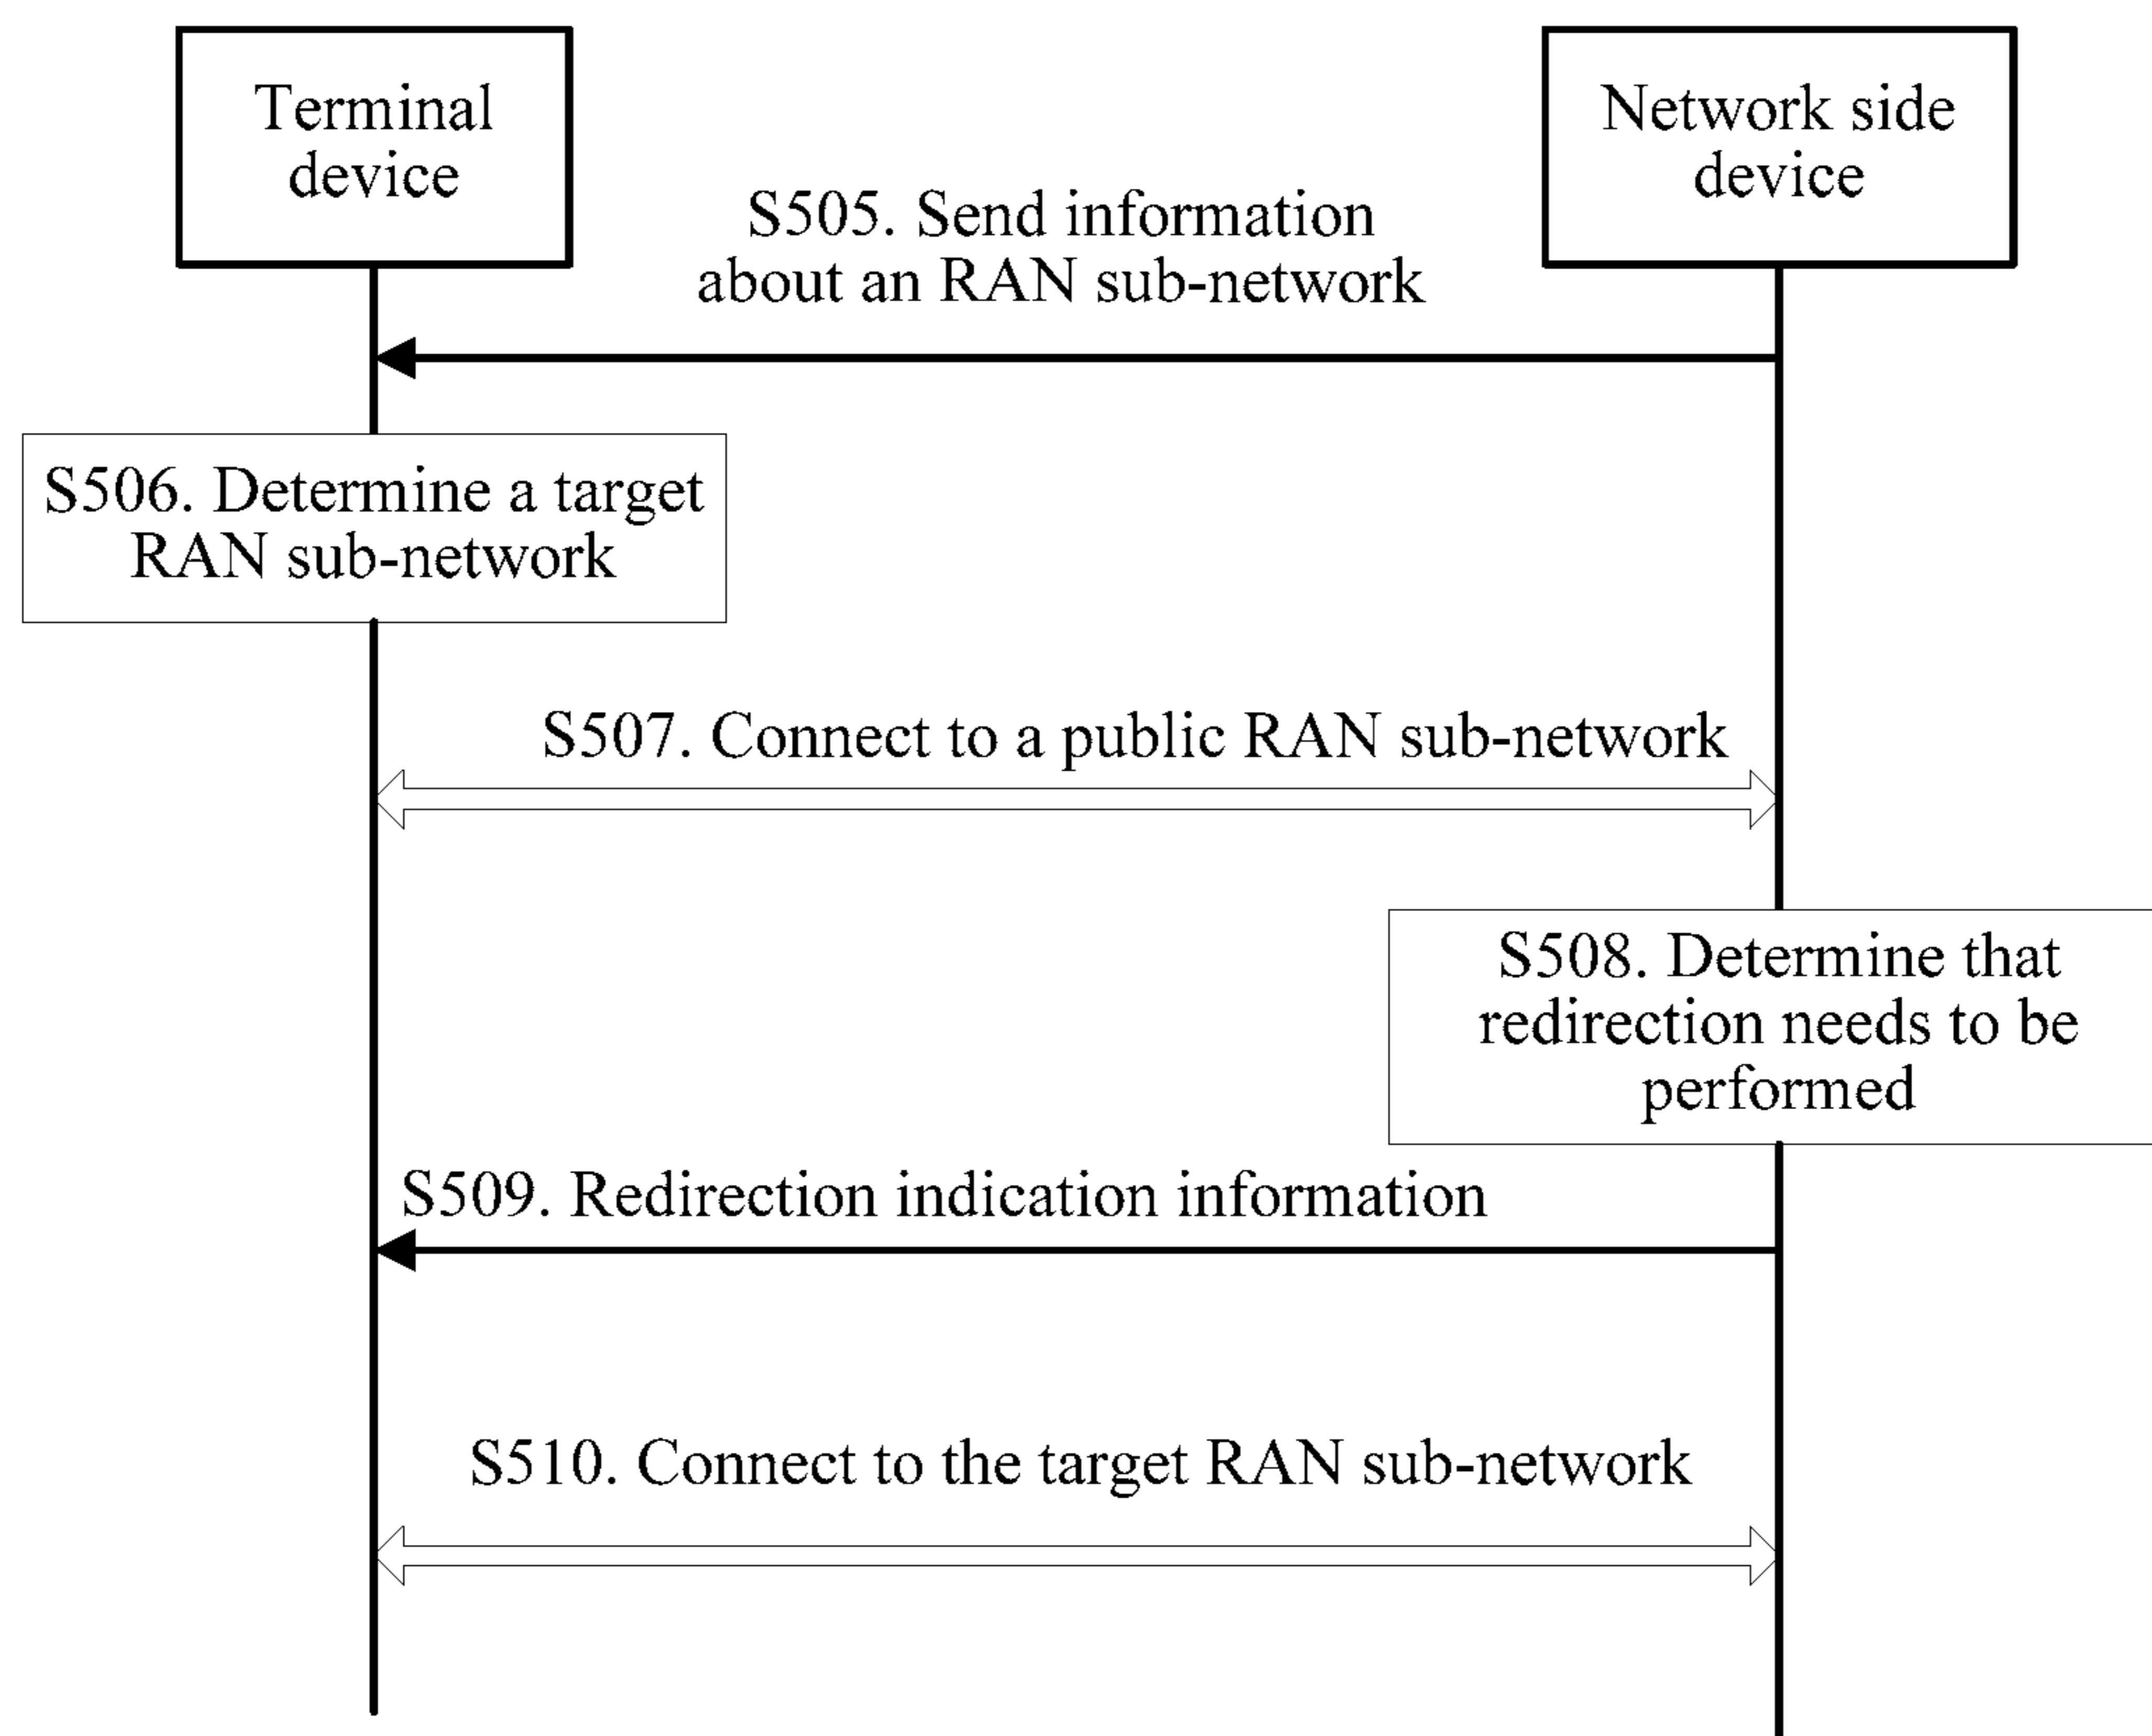 Terminal
device
Network side
device
S505. Send information
about an RAN sub-network
S506. Determine a target
RAN sub-network
S507. Connect to a public RAN sub-network
S508. Determine that
redirection needs to be
performed
S509. Redirection indication information
S510. Connect to the target RAN sub-network